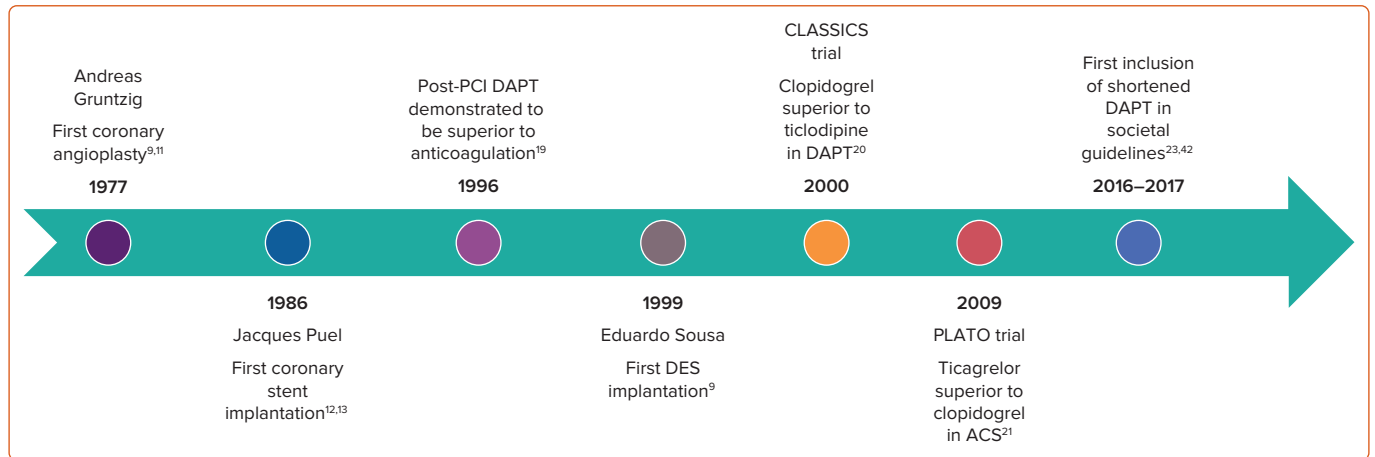 Andreas
Gruntzig
First coronary
angioplasty⁹,¹¹
1977
1986
Jacques Puel
First coronary
stent
implantation¹²,¹³
Post-PCI DAPT
demonstrated to
be superior to
anticoagulation¹⁹
1996
1999
Eduardo Sousa
First DES
implantation⁹
CLASSICS
trial
Clopidogrel
superior to
ticlodipine
in DAPT²⁰
2000
2009
PLATO trial
Ticagrelor
superior to
clopidogrel
in ACS²¹
First inclusion
of shortened
DAPT in
societal
guidelines²³,⁴²
2016–2017